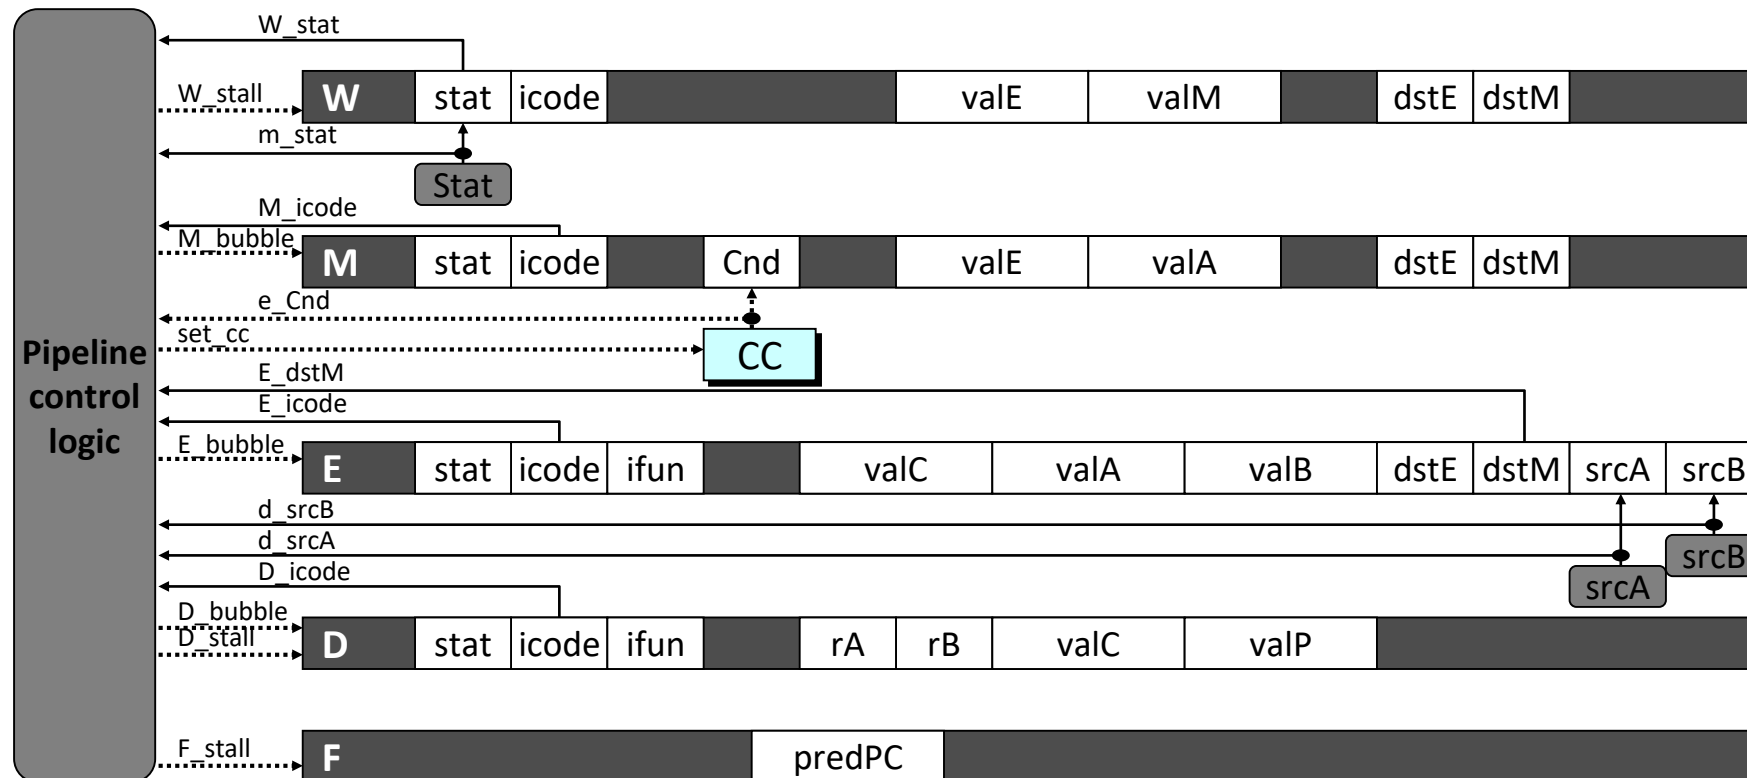 W_stat
W_stall
W stat icode valE valM dstE dstM
m_stat
Stat
M_icode
M_bubble
M stat icode Cnd valE valA dstE dstM
e_Cnd
set_cc
CC
Pipeline
control
logic
E_dstM
E_icode
E_bubble
E stat icode ifun valC valA valB dstE dstM srcA srcB
d_srcB
d_srcA
srcB
srcA
D_icode
D_bubble
D_stall
D stat icode ifun rA rB valC valP
F_stall
F predPC